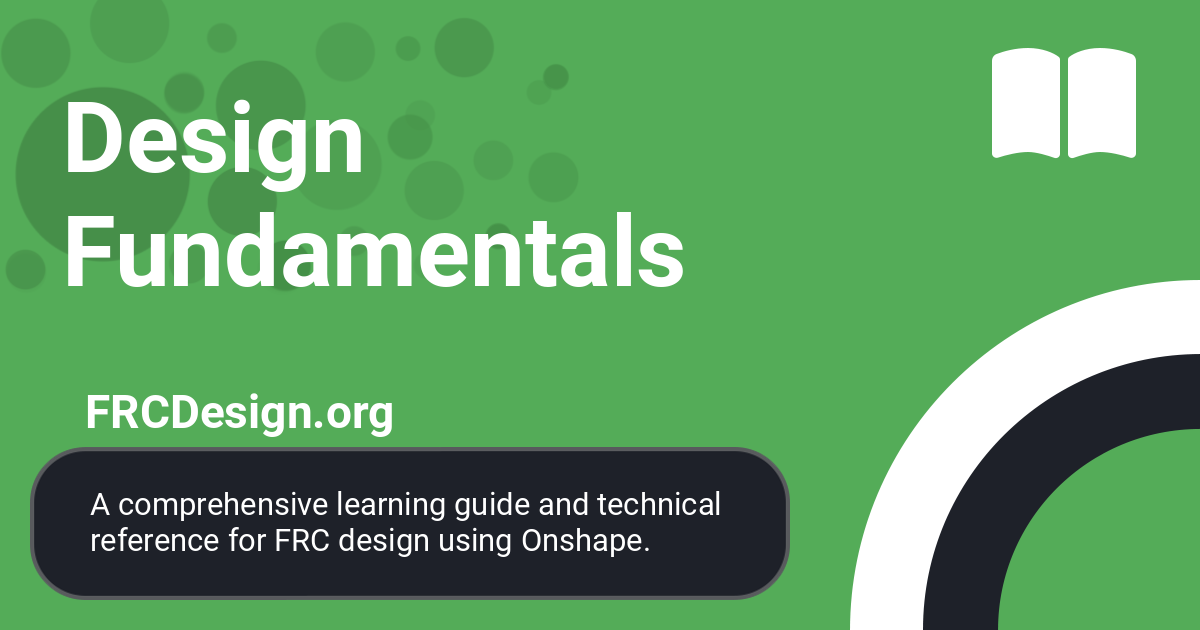 Design
Fundamentals
FRCDesign.org
A comprehensive learning guide and technical
reference for FRC design using Onshape.